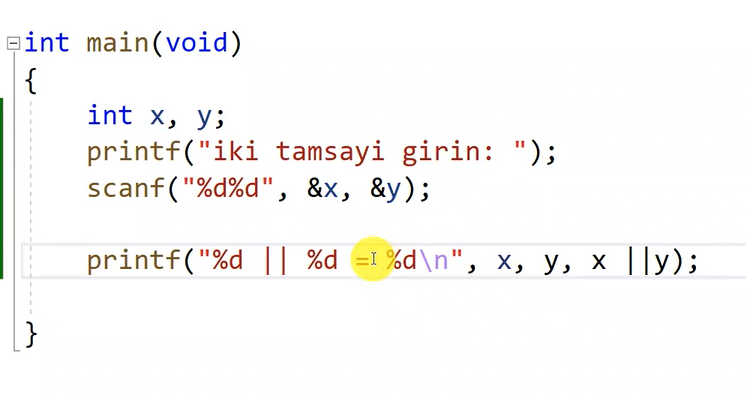 int main(void)
{
int x, y;
printf("iki tamsayi girin: ");
scanf("%d%d", &x, &y);
printf("%d || %d = %d\n", x, y, x ||y);
}